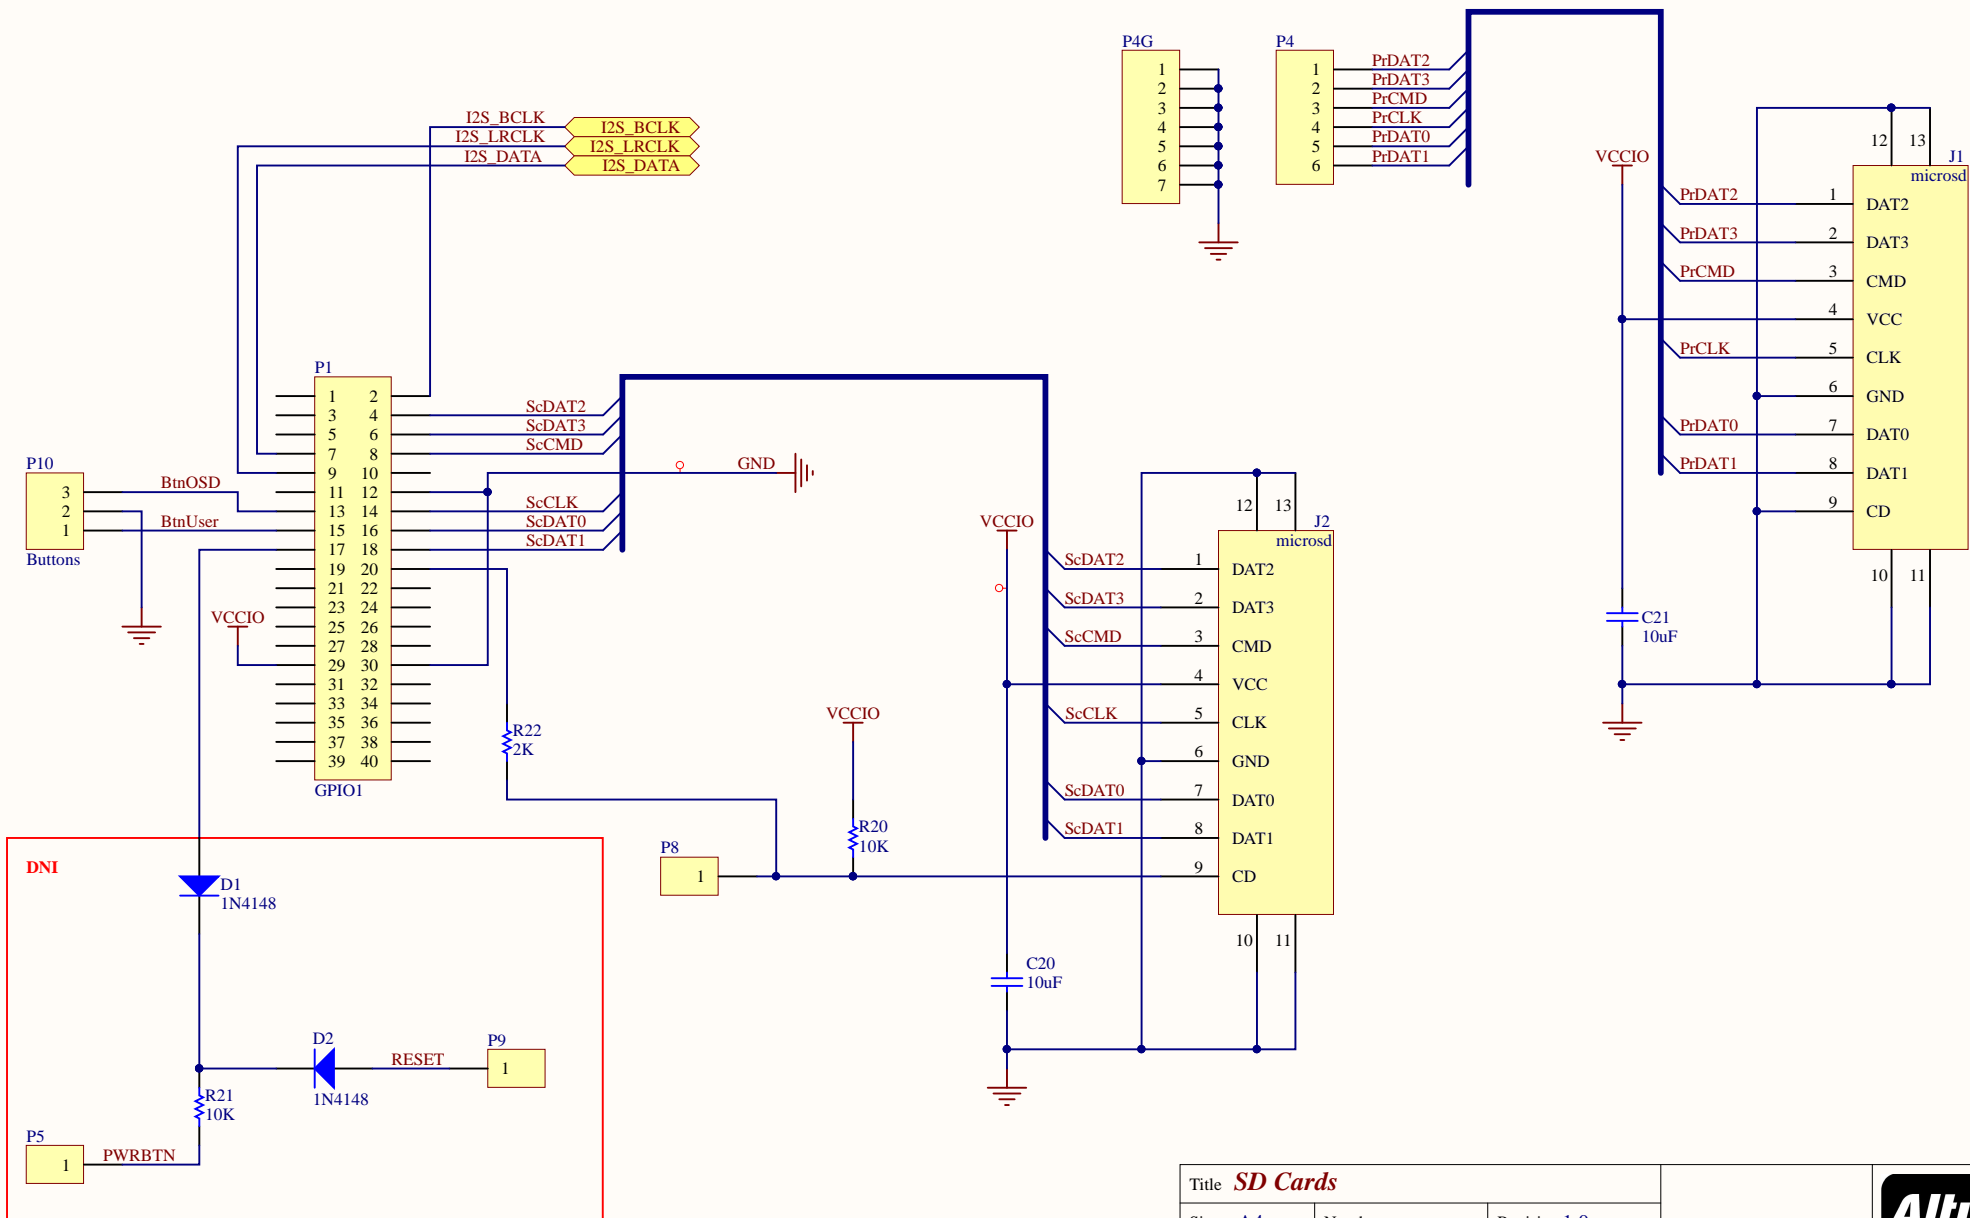 P4G
1
2
3
4
5
6
7
P4
1
2
3
4
5
6
PrDAT2
PrDAT3
PrCMD
PrCLK
PrDAT0
PrDAT1
I2S_BCLK
I2S_LRCLK
I2S_DATA
I2S_BCLK
I2S_LRCLK
I2S_DATA
VCCIO
12 13
J1
microsd
PrDAT2 1 DAT2
PrDAT3 2 DAT3
PrCMD 3 CMD
4 VCC
PrCLK 5 CLK
6 GND
PrDAT0 7 DAT0
PrDAT1 8 DAT1
9 CD
10 11
C21
10uF
P1
1 2
3 4
5 6
7 8
9 10
11 12
13 14
15 16
17 18
19 20
21 22
23 24
25 26
27 28
29 30
31 32
33 34
35 36
37 38
39 40
GPIO1
ScDAT2
ScDAT3
ScCMD
GND
ScCLK
ScDAT0
ScDAT1
P10
3
2
1
Buttons
BtnOSD
BtnUser
VCCIO
R22
2K
VCCIO
R20
10K
P8
1
VCCIO
12 13
J2
microsd
ScDAT2 1 DAT2
ScDAT3 2 DAT3
ScCMD 3 CMD
4 VCC
ScCLK 5 CLK
6 GND
ScDAT0 7 DAT0
ScDAT1 8 DAT1
9 CD
10 11
C20
10uF
DNI
D1
1N4148
D2
1N4148
RESET
P9
1
R21
10K
P5
1
PWRBTN
Title SD Cards